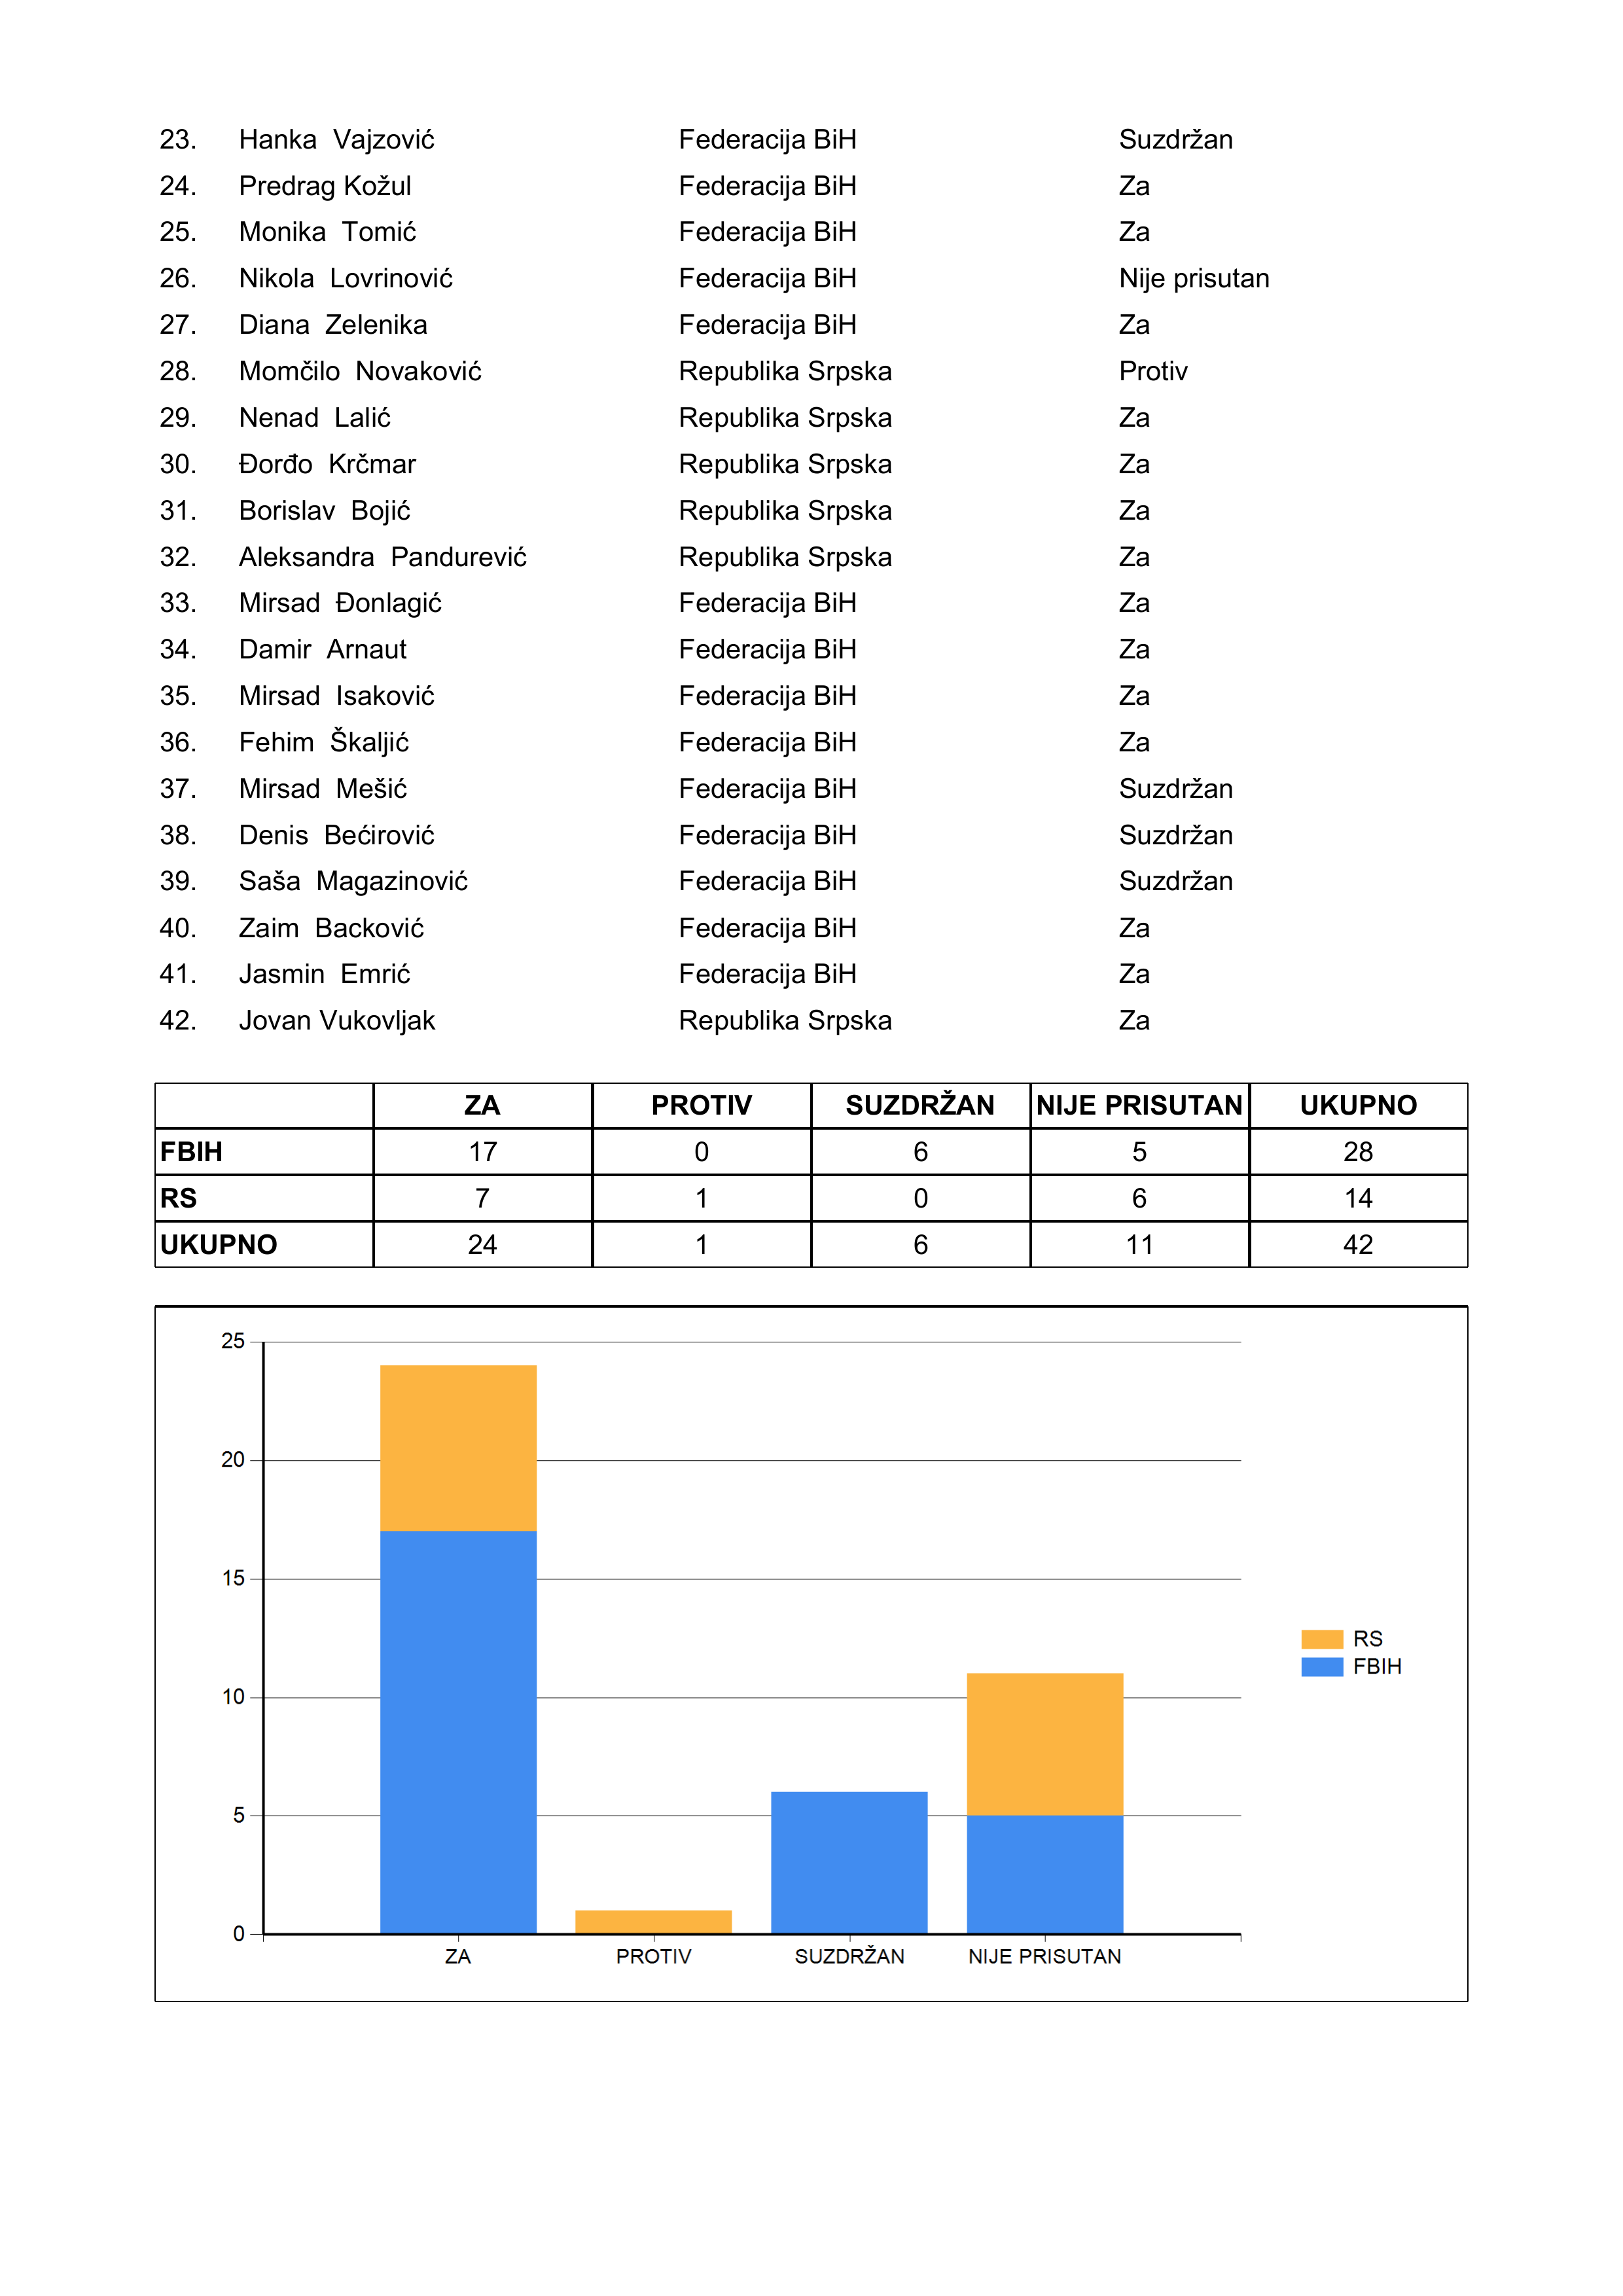 23. Hanka Vajzović Federacija BiH Suzdržan
24. Predrag Kožul Federacija BiH Za
25. Monika Tomić Federacija BiH Za
26. Nikola Lovrinović Federacija BiH Nije prisutan
27. Diana Zelenika Federacija BiH Za
28. Momčilo Novaković Republika Srpska Protiv
29. Nenad Lalić Republika Srpska Za
30. Đorđo Krčmar Republika Srpska Za
31. Borislav Bojić Republika Srpska Za
32. Aleksandra Pandurević Republika Srpska Za
33. Mirsad Đonlagić Federacija BiH Za
34. Damir Arnaut Federacija BiH Za
35. Mirsad Isaković Federacija BiH Za
36. Fehim Škaljić Federacija BiH Za
37. Mirsad Mešić Federacija BiH Suzdržan
38. Denis Bećirović Federacija BiH Suzdržan
39. Saša Magazinović Federacija BiH Suzdržan
40. Zaim Backović Federacija BiH Za
41. Jasmin Emrić Federacija BiH Za
42. Jovan Vukovljak Republika Srpska Za
ZA PROTIV SUZDRŽAN NIJE PRISUTAN UKUPNO
FBIH 17 0 6 5 28
RS 7 1 0 6 14
UKUPNO 24 1 6 11 42
25
20
15
10
5
0
ZA PROTIV SUZDRŽAN NIJE PRISUTAN
RS
FBIH